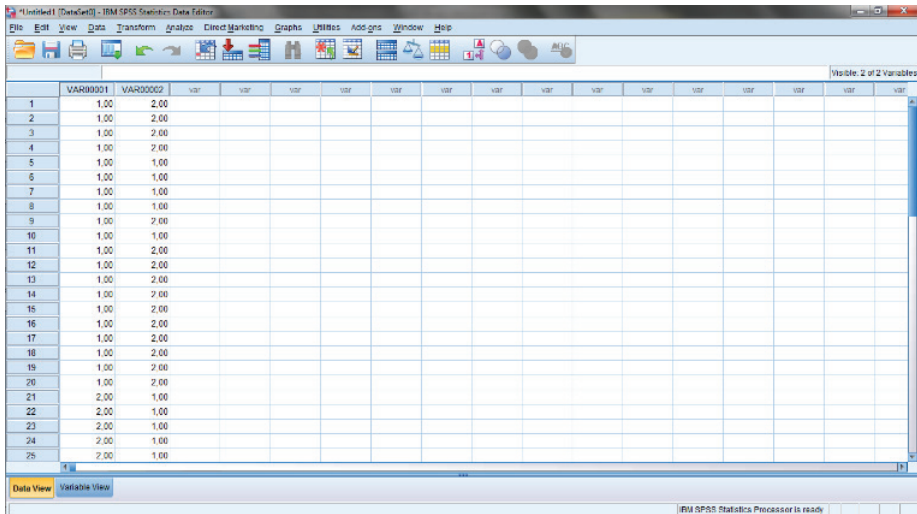 *Untitled1 [DataSet0] - IBM SPSS Statistics Data Editor
File Edit View Data Transform Analyze Direct Marketing Graphs Utilities Add-ons Window Help
Visible: 2 of 2 Variables
VAR00001 VAR00002 var var var var var var var var var var var var var
1 1,00 2,00
2 1,00 2,00
3 1,00 2,00
4 1,00 2,00
5 1,00 1,00
6 1,00 1,00
7 1,00 1,00
8 1,00 1,00
9 1,00 2,00
10 1,00 1,00
11 1,00 2,00
12 1,00 2,00
13 1,00 2,00
14 1,00 2,00
15 1,00 2,00
16 1,00 2,00
17 1,00 2,00
18 1,00 2,00
19 1,00 2,00
20 1,00 2,00
21 2,00 1,00
22 2,00 1,00
23 2,00 1,00
24 2,00 1,00
25 2,00 1,00
Data View Variable View
IBM SPSS Statistics Processor is ready